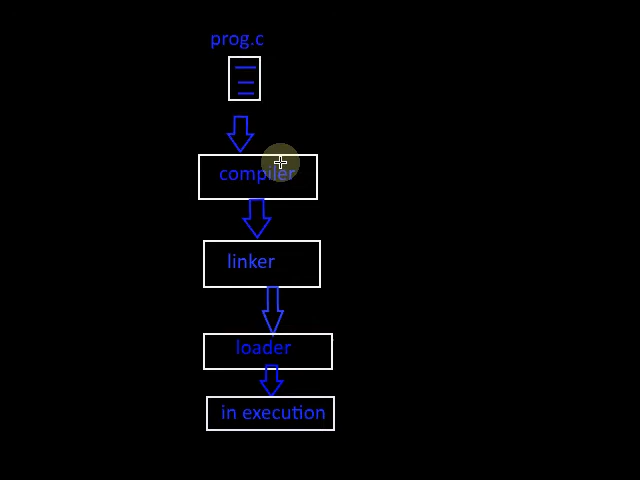 prog.c
compiler
linker
loader
in execution